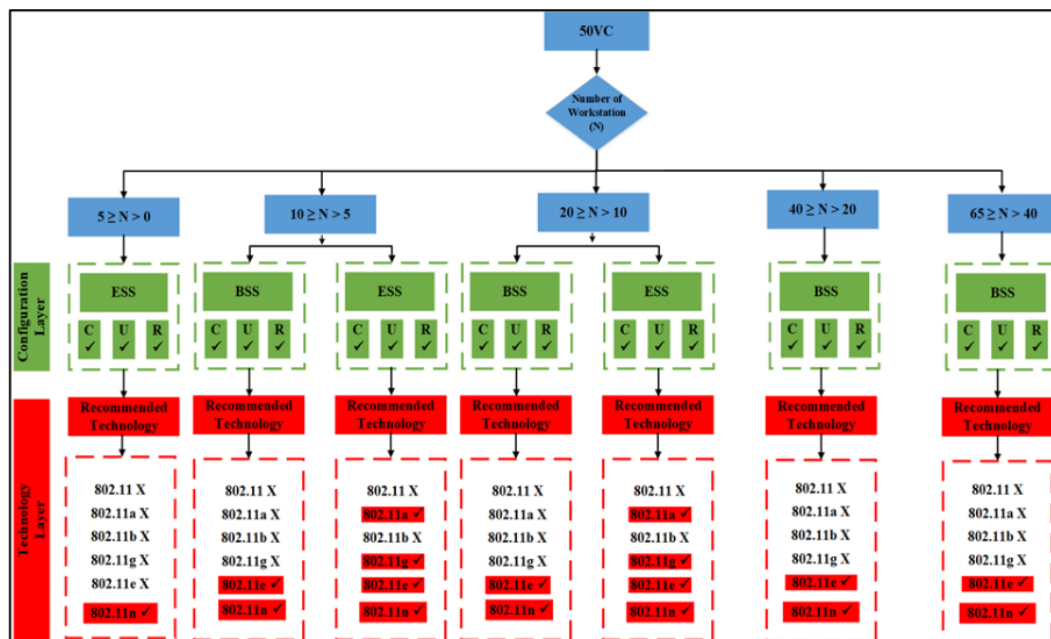 50VC
Number of
Workstation
(N)
5 ≥ N > 0
10 ≥ N > 5
20 ≥ N > 10
40 ≥ N > 20
65 ≥ N > 40
Configuration
Layer
ESS
C U R
✓ ✓ ✓
BSS
C U R
✓ ✓ ✓
ESS
C U R
✓ ✓ ✓
BSS
C U R
✓ ✓ ✓
ESS
C U R
✓ ✓ ✓
BSS
C U R
✓ ✓ ✓
BSS
C U R
✓ ✓ ✓
Technology
Layer
Recommended
Technology
802.11 X
802.11a X
802.11b X
802.11g X
802.11e X
802.11n ✓
Recommended
Technology
802.11 X
802.11a X
802.11b X
802.11g X
802.11e ✓
802.11n ✓
Recommended
Technology
802.11 X
802.11a ✓
802.11b X
802.11g ✓
802.11e ✓
802.11n ✓
Recommended
Technology
802.11 X
802.11a X
802.11b X
802.11g X
802.11e ✓
802.11n ✓
Recommended
Technology
802.11 X
802.11a ✓
802.11b X
802.11g ✓
802.11e ✓
802.11n ✓
Recommended
Technology
802.11 X
802.11a X
802.11b X
802.11g X
802.11e ✓
802.11n ✓
Recommended
Technology
802.11 X
802.11a X
802.11b X
802.11g X
802.11e ✓
802.11n ✓